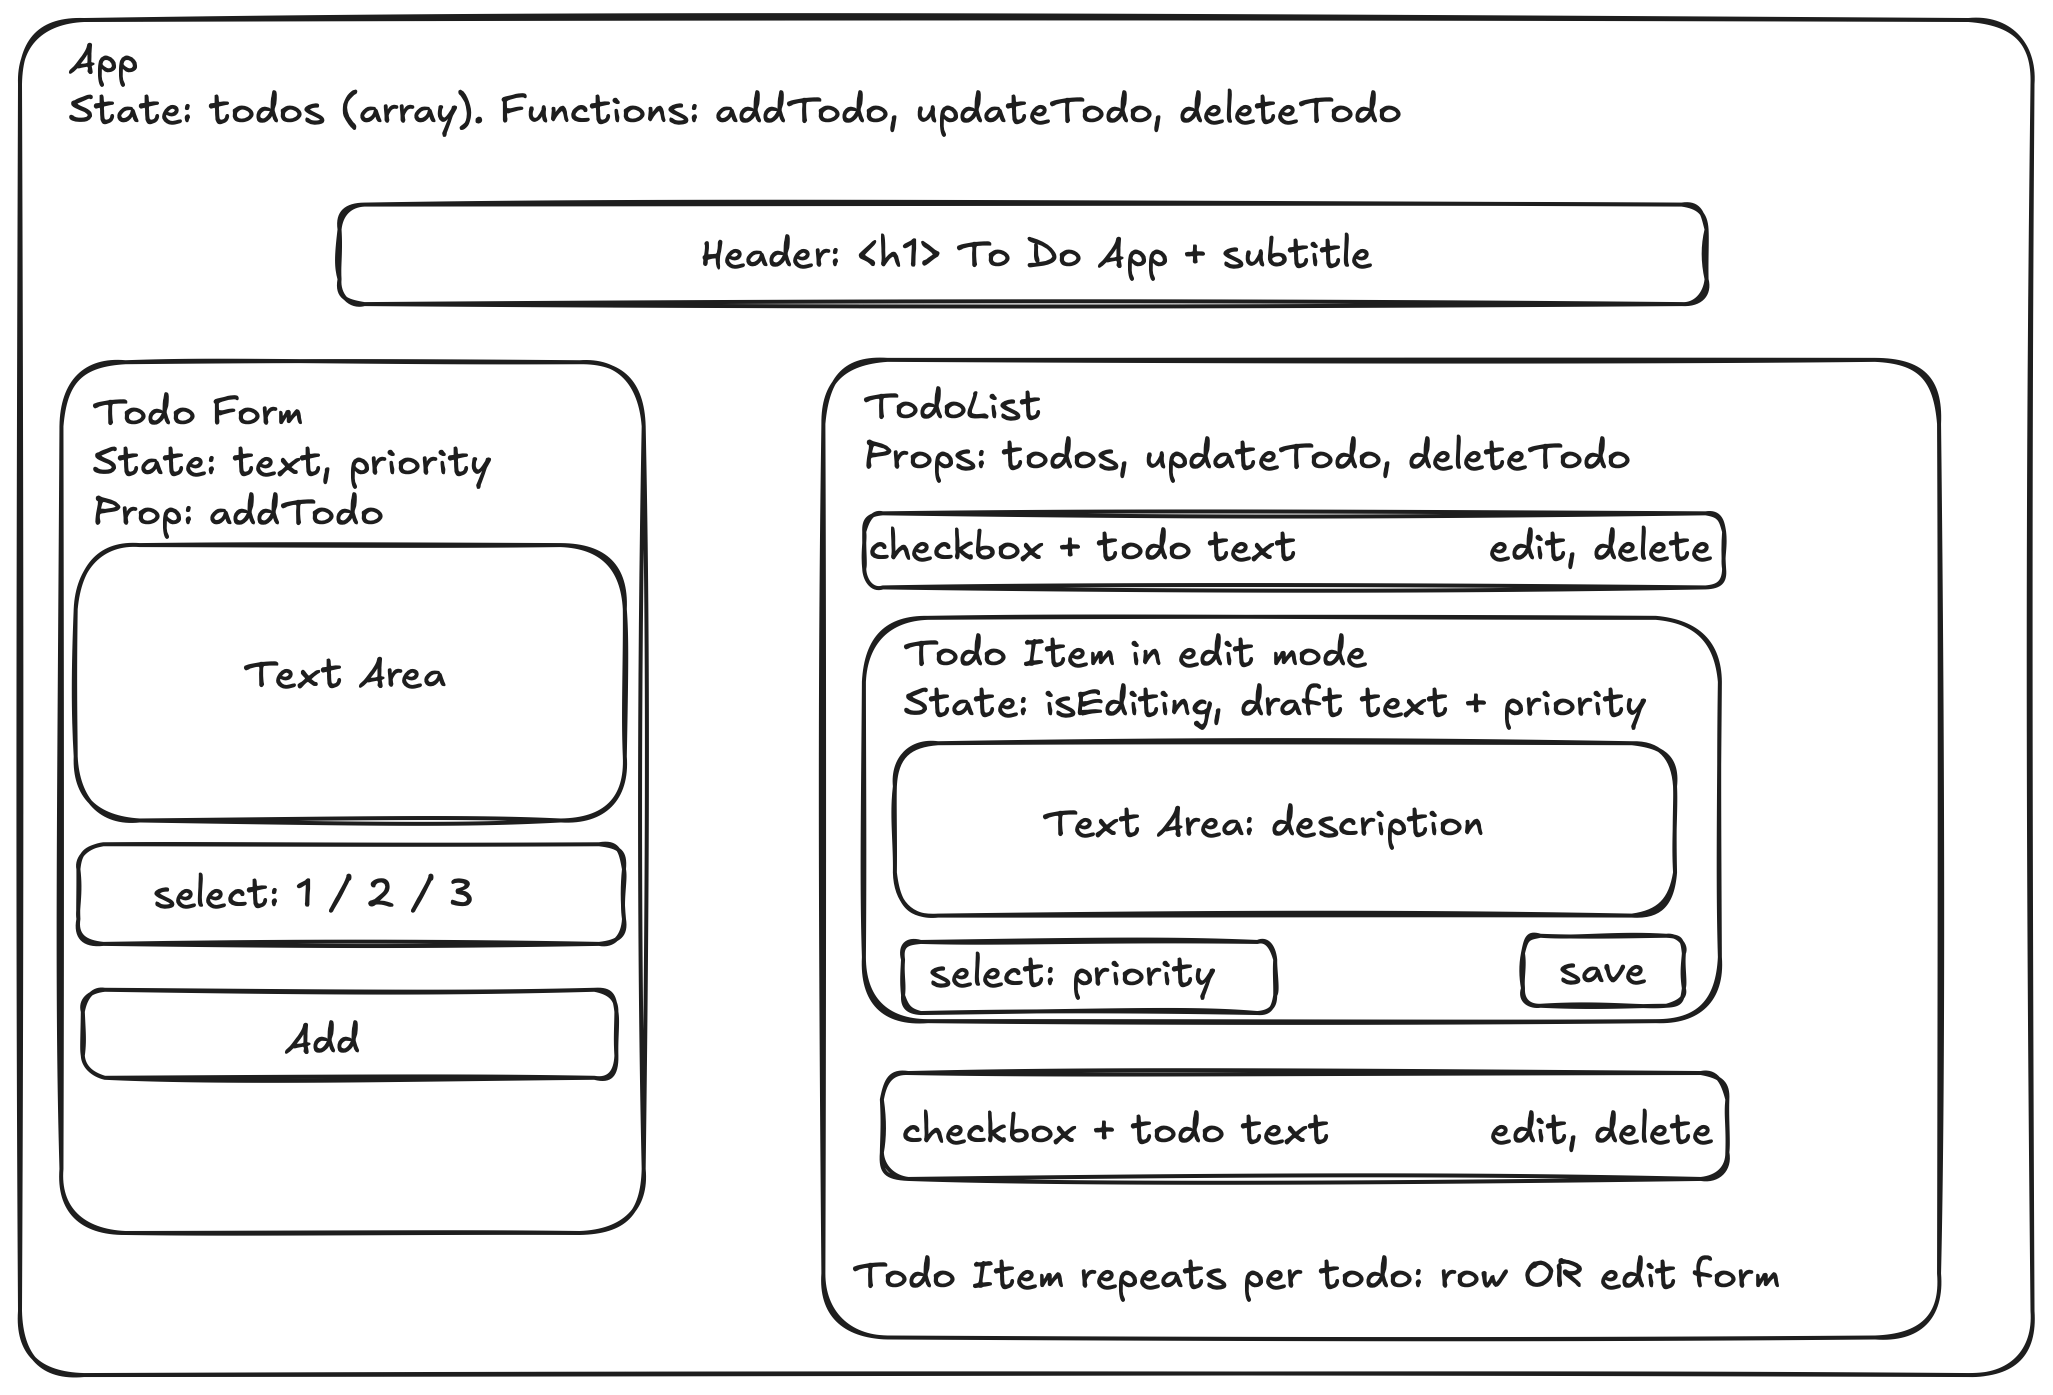 App
State: todos (array). Functions: addTodo, updateTodo, deleteTodo
Header: <h1> To Do App + subtitle
Todo Form
State: text, priority
Prop: addTodo
Text Area
select: 1 / 2 / 3
Add
TodoList
Props: todos, updateTodo, deleteTodo
checkbox + todo text edit, delete
Todo Item in edit mode
State: isEditing, draft text + priority
Text Area: description
select: priority save
checkbox + todo text edit, delete
Todo Item repeats per todo: row OR edit form